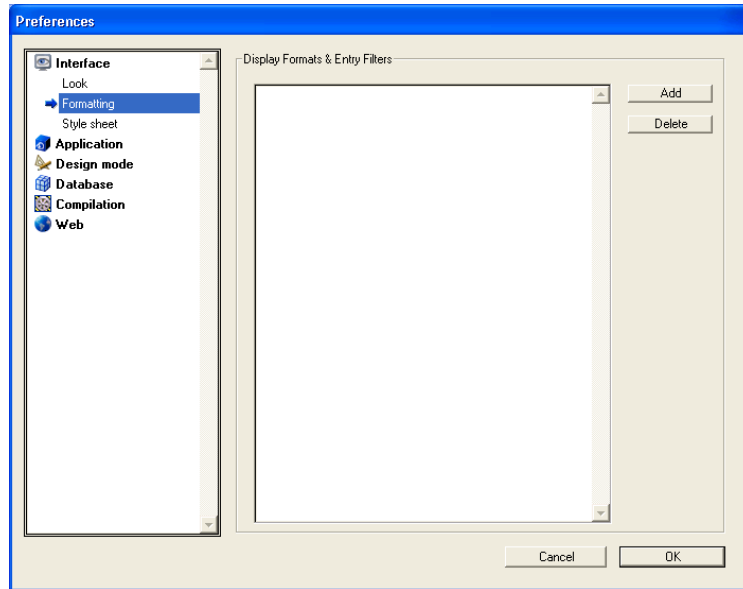 Preferences
Interface
Look
Formatting
Style sheet
Application
Design mode
Database
Compilation
Web
Display Formats & Entry Filters
Add
Delete
Cancel
OK